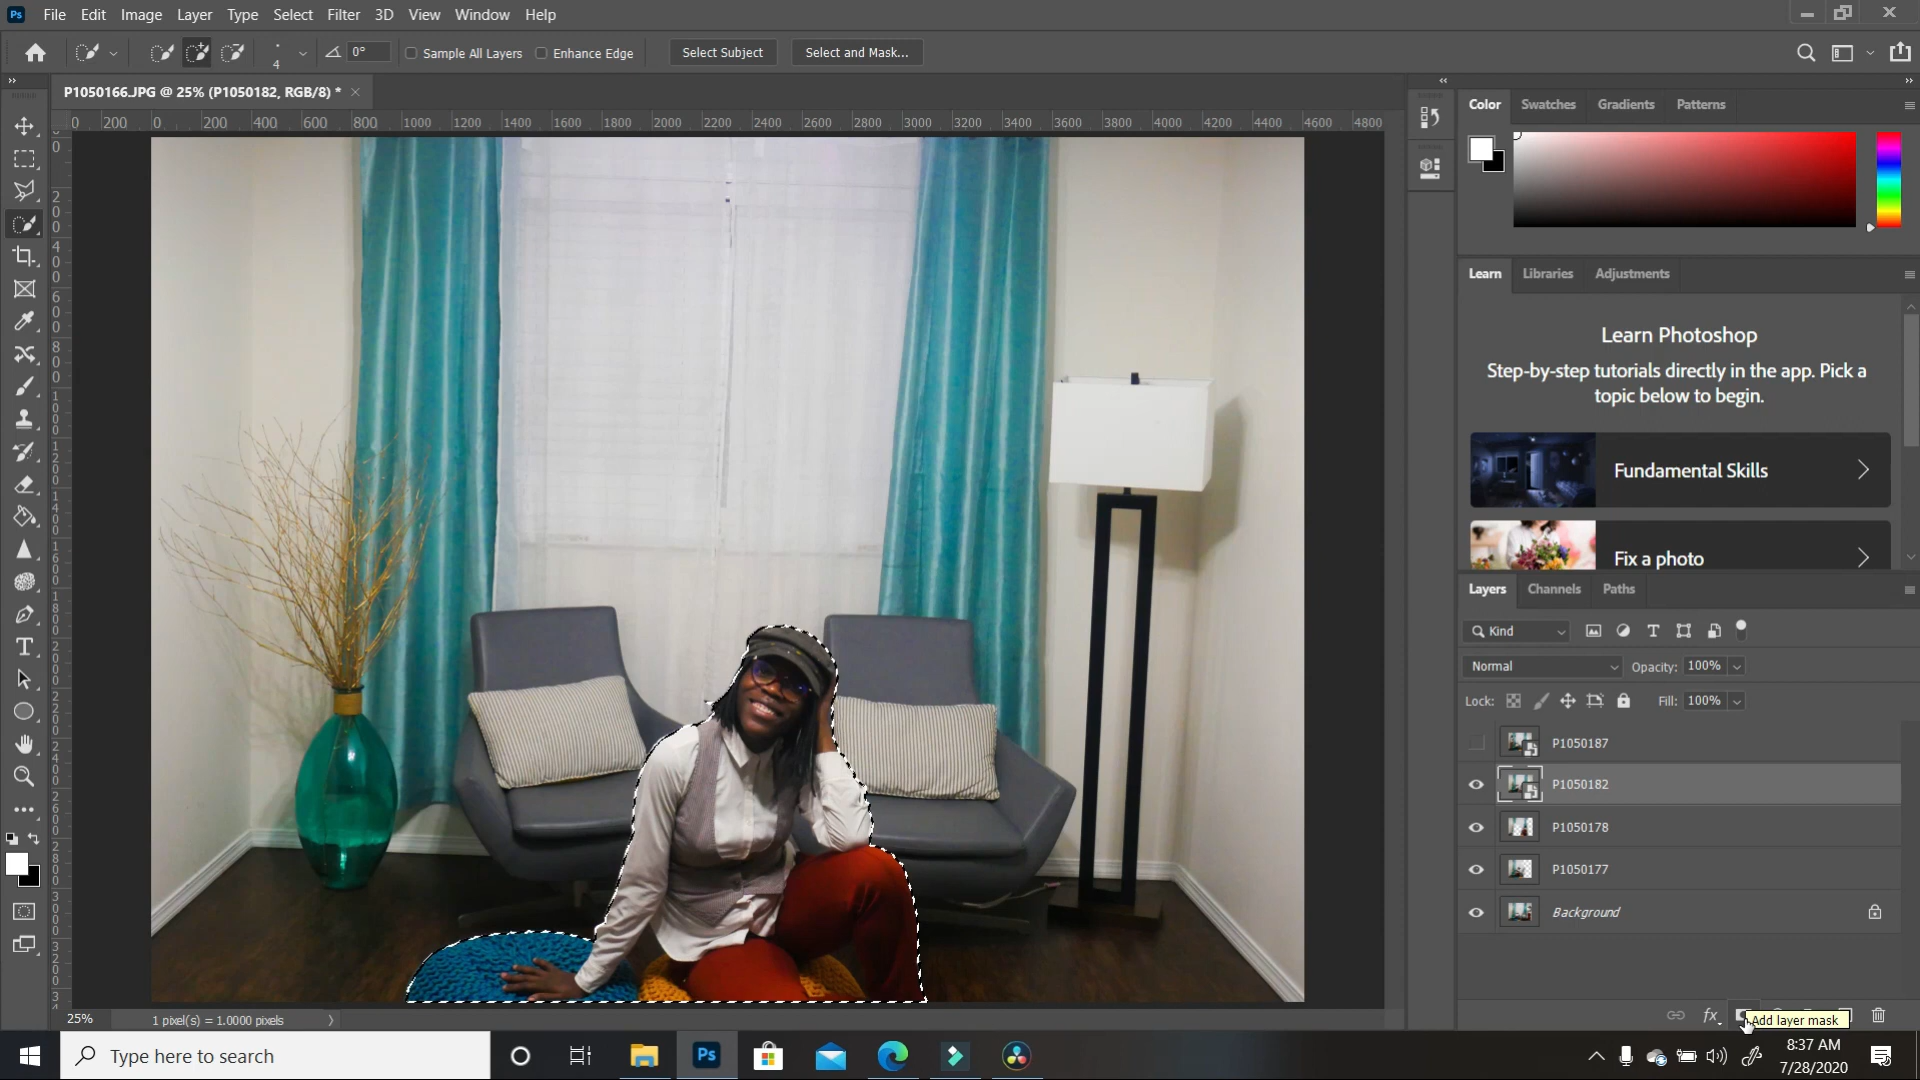 Ps File Edit Image Layer Type Select Filter 3D View Window Help
4 0° Sample All Layers Enhance Edge Select Subject Select and Mask...
P1050166.JPG @ 25% (P1050182, RGB/8) * ×
0 200 0 200 400 600 800 1000 1200 1400 1600 1800 2000 2200 2400 2600 2800 3000 3200 3400 3600 3800 4000 4200 4400 4600 4800
Color Swatches Gradients Patterns
Learn Libraries Adjustments
Learn Photoshop
Step-by-step tutorials directly in the app. Pick a
topic below to begin.
Fundamental Skills
Fix a photo
Layers Channels Paths
Kind
Normal Opacity: 100%
Lock: Fill: 100%
P1050187
P1050182
P1050178
P1050177
Background
fx Add layer mask
25% 1 pixel(s) = 1.0000 pixels
Type here to search
Ps
8:37 AM
7/28/2020